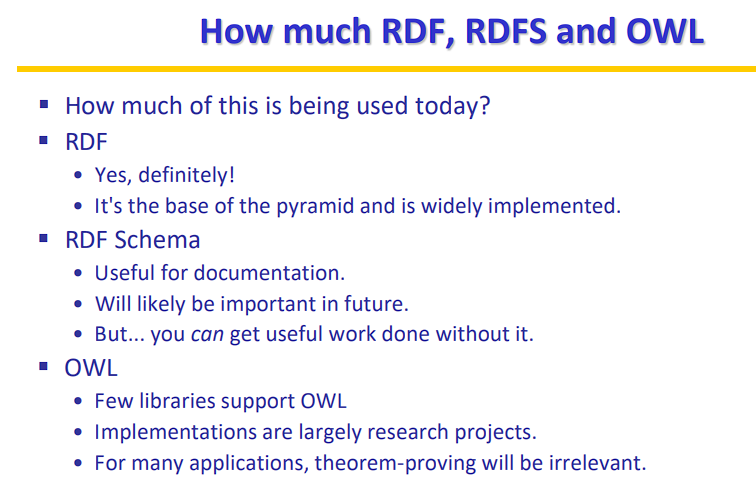 How much RDF, RDFS and OWL
How much of this is being used today?
RDF
Yes, definitely!
It's the base of the pyramid and is widely implemented.
RDF Schema
Useful for documentation.
Will likely be important in future.
But... you can get useful work done without it.
OWL
Few libraries support OWL
Implementations are largely research projects.
For many applications, theorem-proving will be irrelevant.